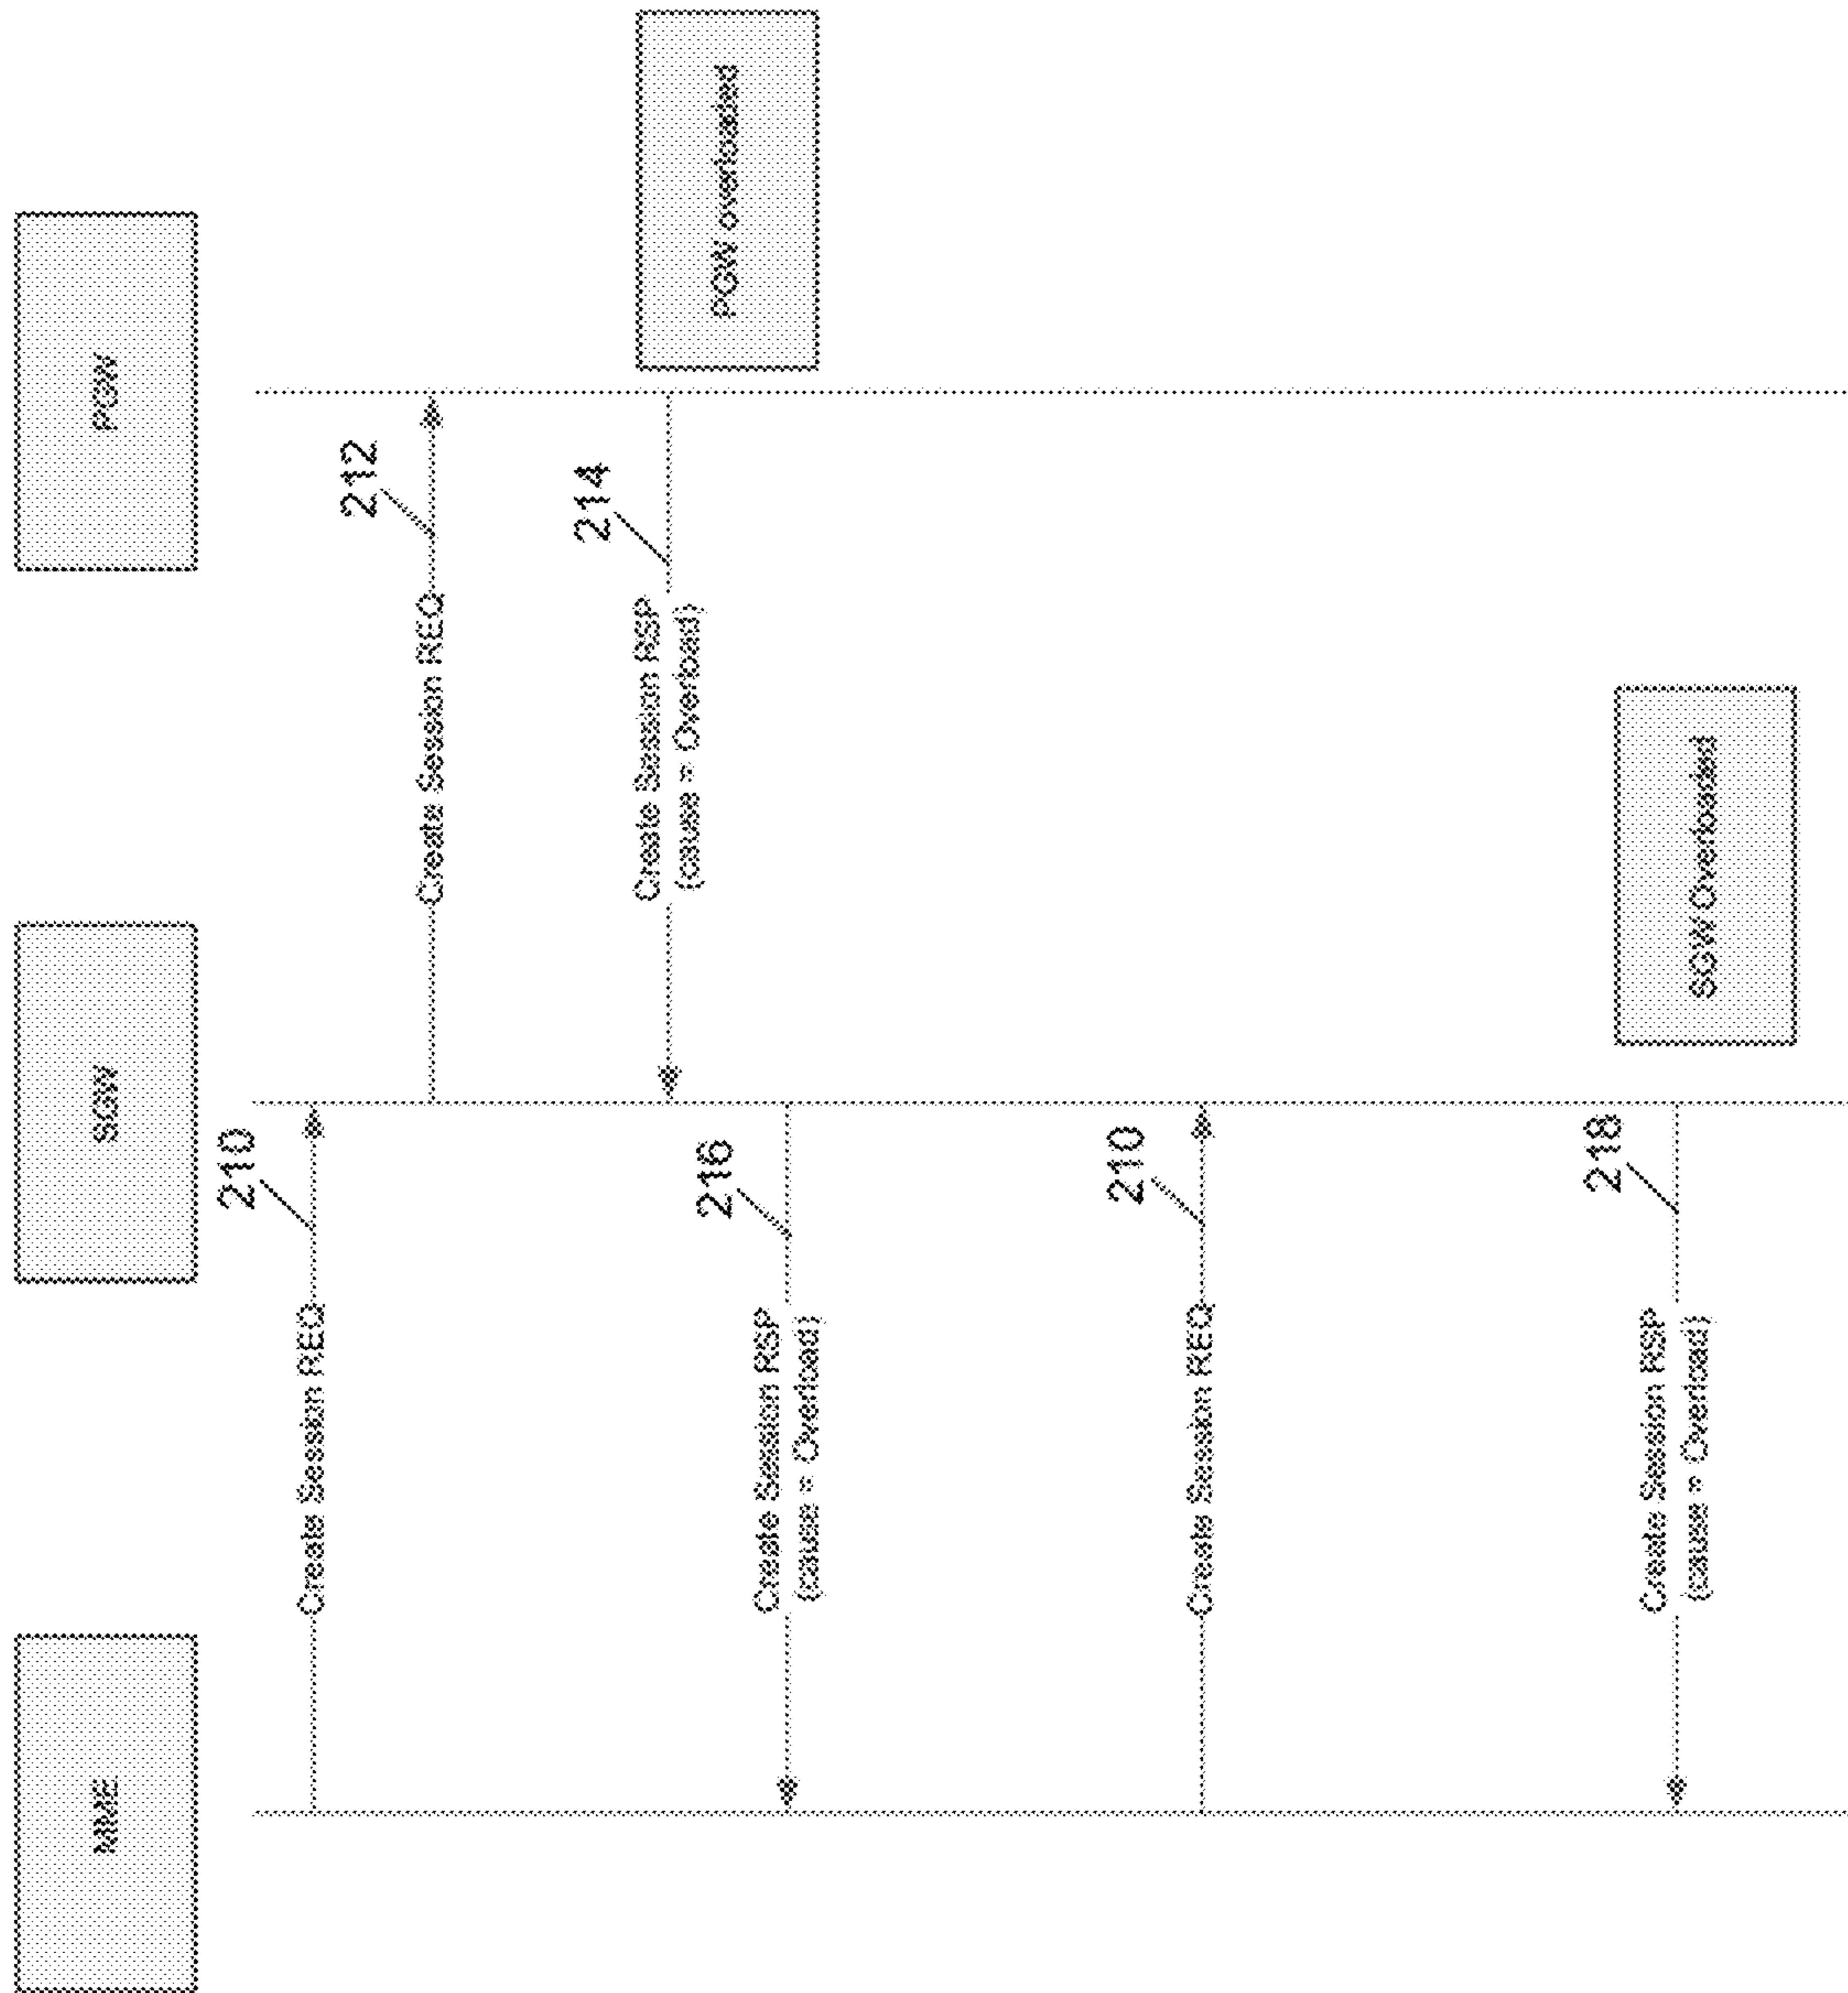 MME
SGW
PGW
210
Create Session REQ
212
Create Session REQ
214
Create Session RSP
(cause = Overload)
PGW overloaded
216
Create Session RSP
(cause = Overload)
210
Create Session REQ
218
Create Session RSP
(cause = Overload)
SGW Overloaded